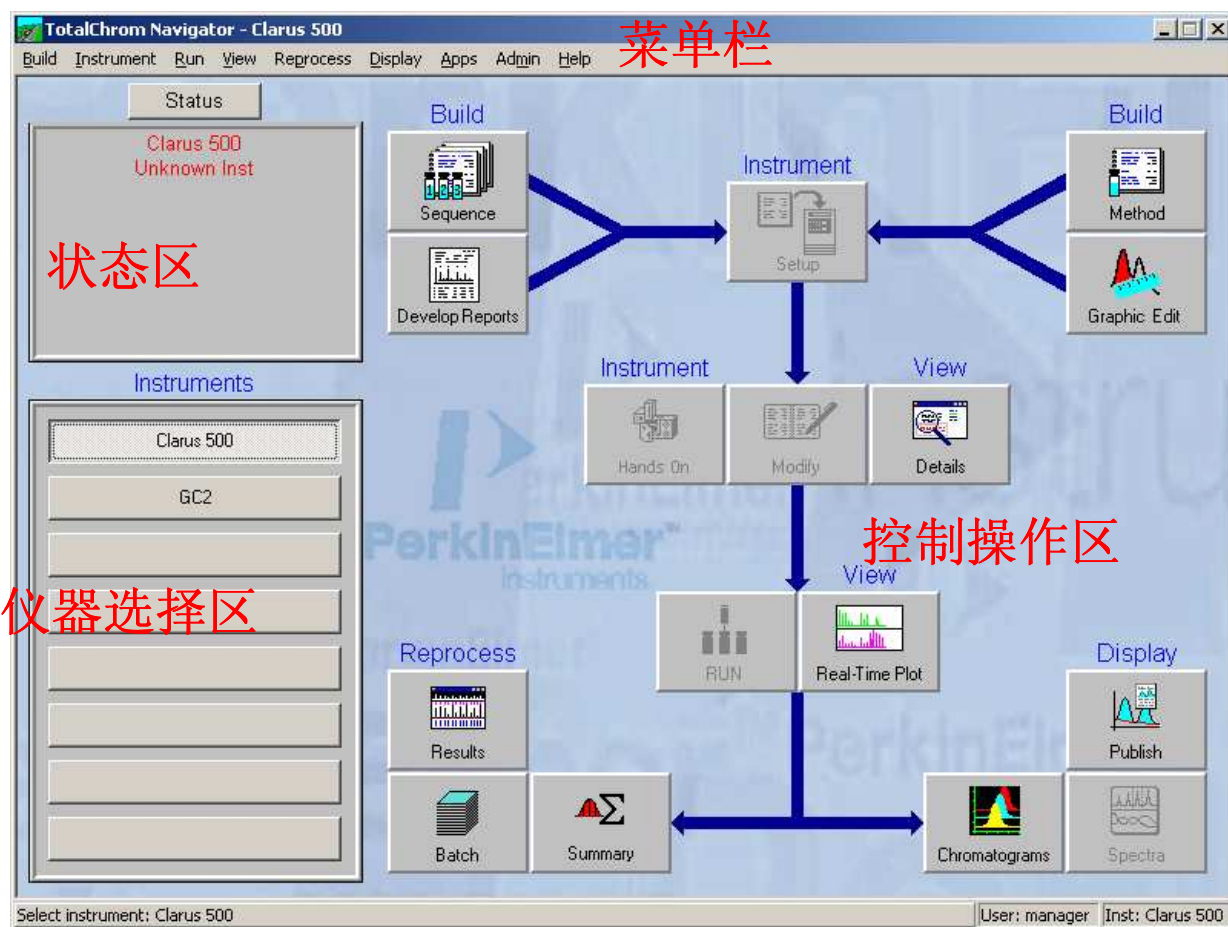 TotalChrom Navigator - Clarus 500
Build Instrument Run View Reprocess Display Apps Admin Help
菜单栏
Status
Clarus 500
Unknown Inst
状态区
Instruments
Clarus 500
GC2
仪器选择区
Build
Sequence
Develop Reports
Instrument
Setup
Build
Method
Graphic Edit
Instrument
Hands On
Modify
View
Details
PerkinElmer™
instruments.
控制操作区
RUN
View
Real-Time Plot
Reprocess
Results
Batch
Summary
Display
Publish
Chromatograms
Spectra
Select instrument: Clarus 500
User: manager
Inst: Clarus 500